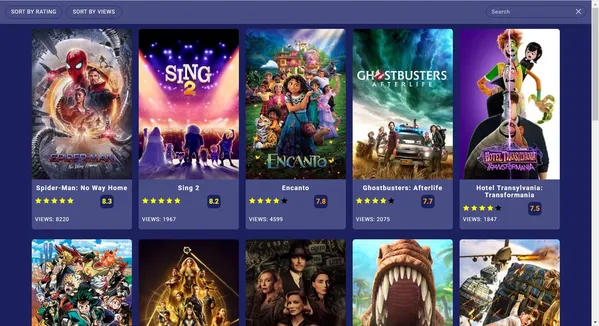 SORT BY RATING
SORT BY VIEWS
Search
SPIDER-MAN
NO WAY HOME
SING
2
ENCANTO
GHOSTBUSTERS
AFTERLIFE
HOTEL TRANSYLVANIA
TRANSFORMANIA
Spider-Man: No Way Home
8.3
VIEWS: 8220
Sing 2
8.2
VIEWS: 1967
Encanto
7.8
VIEWS: 4599
Ghostbusters: Afterlife
7.7
VIEWS: 2075
Hotel Transylvania:
Transformania
7.5
VIEWS: 1847